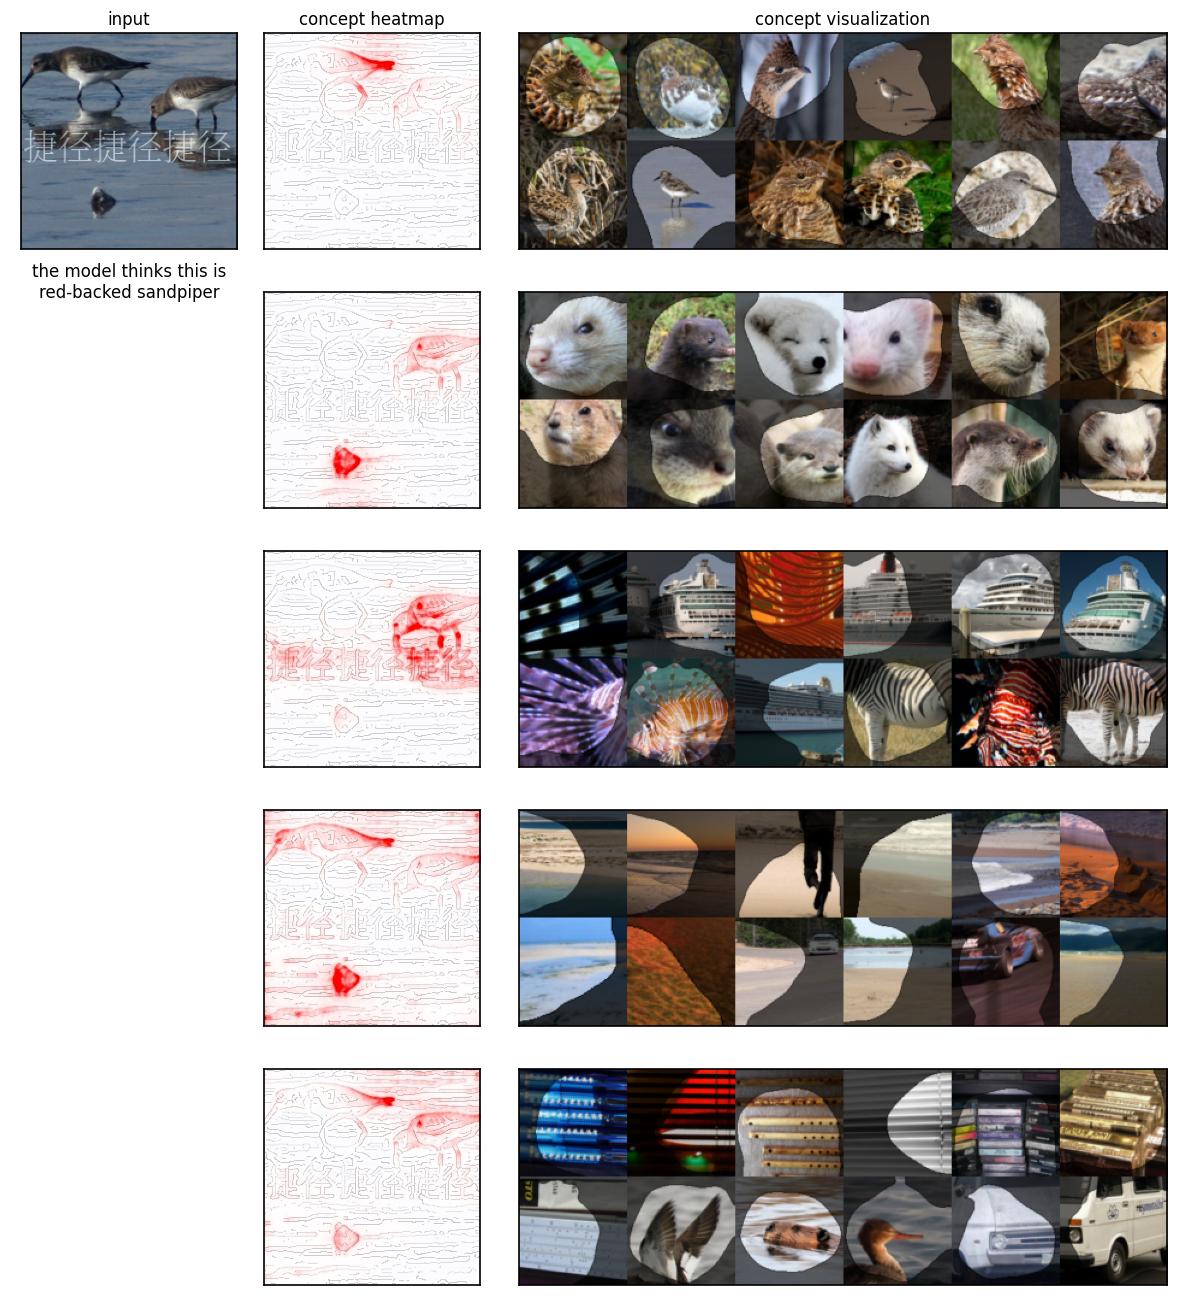 input
concept heatmap
concept visualization
捷径捷径捷径
the model thinks this is
red-backed sandpiper